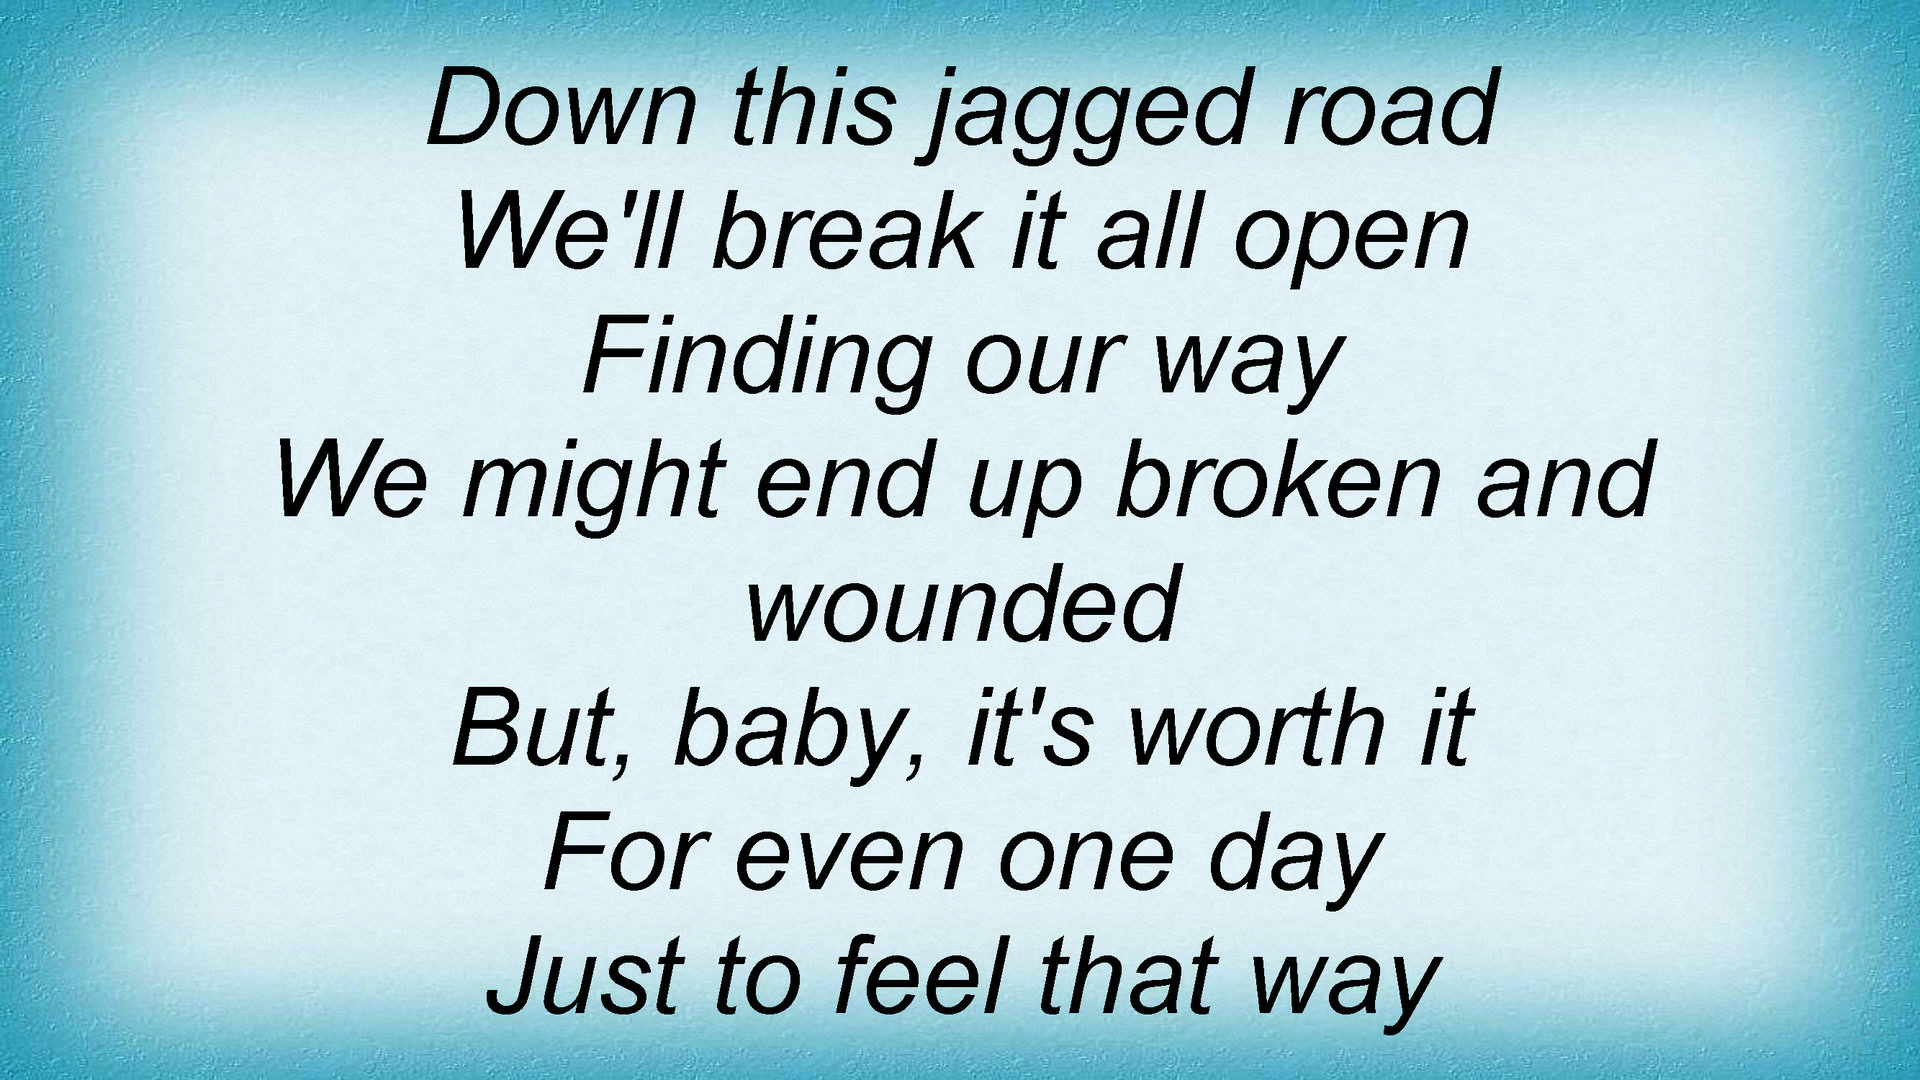 Down this jagged road
We'll break it all open
Finding our way
We might end up broken and
wounded
But, baby, it's worth it
For even one day
Just to feel that way